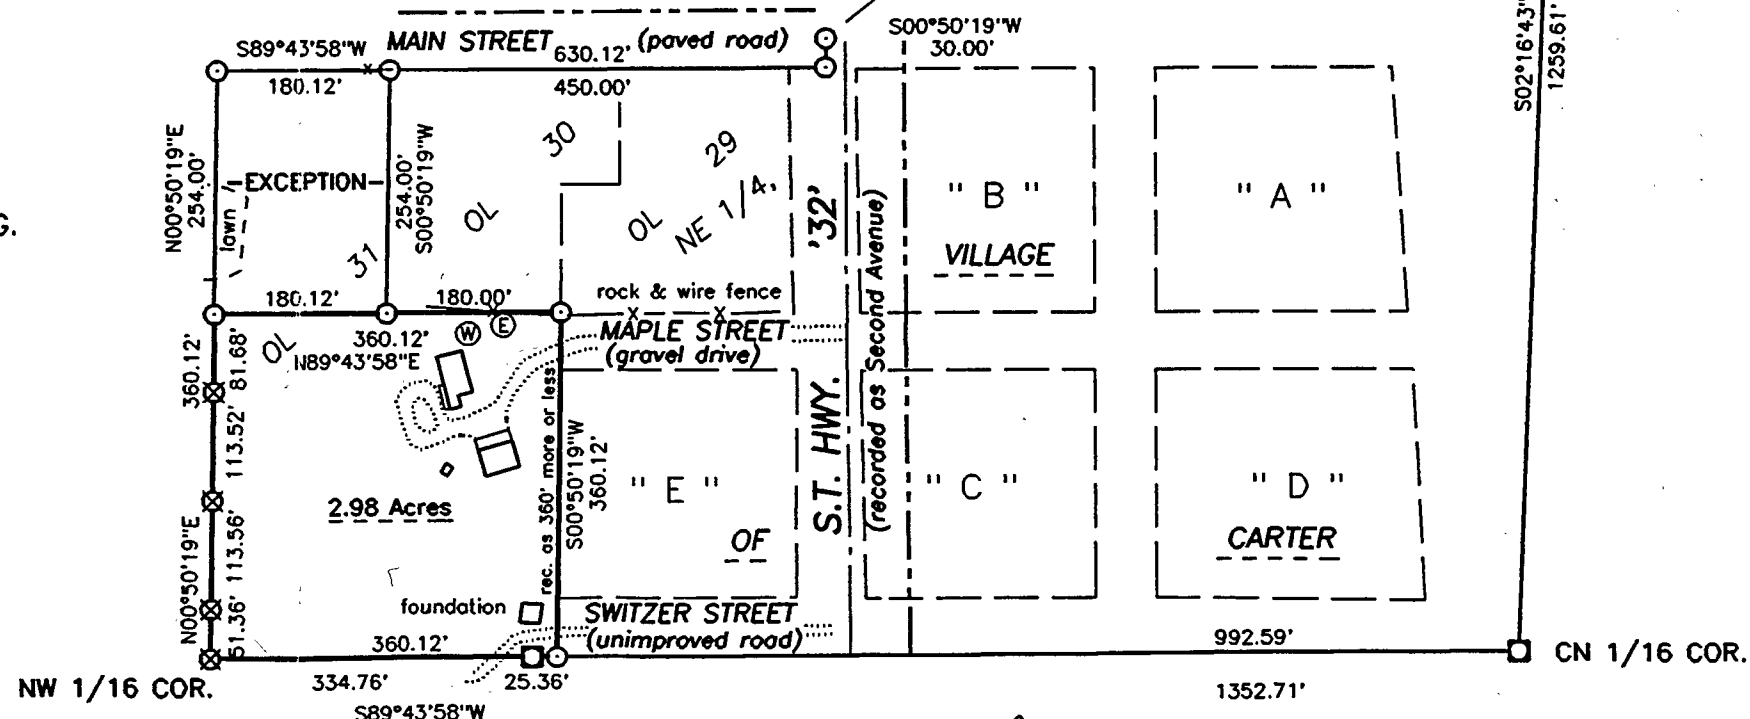 S89°43'58"W
MAIN STREET
630.12'
(paved road)
S00°50'19"W
30.00'
180.12'
450.00'
S02°16'43"
1259.61'
N00°50'19"E
254.00'
EXCEPTION
lawn
31
254.00'
S00°50'19"W
30
OL
29
OL
NE 1/4,
'32'
S.T. HWY.
(recorded as Second Avenue)
" B "
VILLAGE
" A "
180.12'
180.00'
rock & wire fence
W
E
MAPLE STREET
(gravel drive)
OL
360.12'
N89°43'58"E
360.12'
81.68'
113.52'
113.56'
51.36'
N00°50'19"E
2.98 Acres
rec. as 360' more or less
S00°50'19"W
360.12'
" E "
OF
" C "
" D "
CARTER
foundation
SWITZER STREET
(unimproved road)
360.12'
992.59'
NW 1/16 COR.
334.76'
25.36'
CN 1/16 COR.
1352.71'
S89°43'58"W